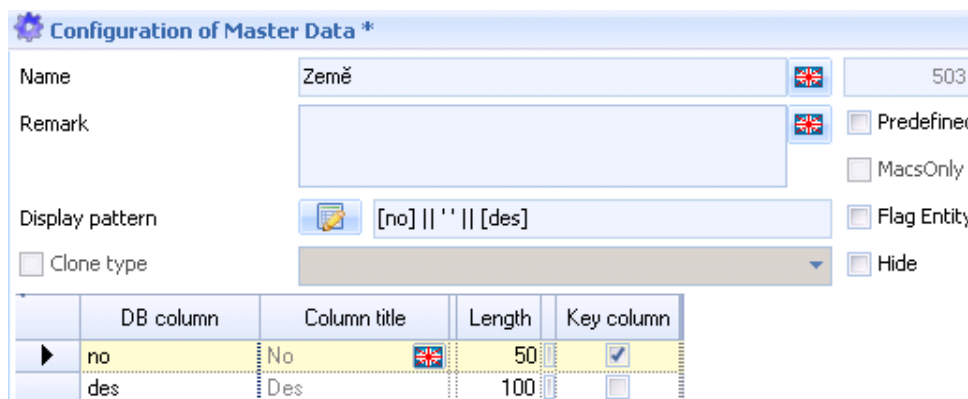 Configuration of Master Data *
Name Země 503
Remark Predefined
MacsOnly
Display pattern [no] || ' ' || [des] Flag Entity
Clone type Hide
DB column Column title Length Key column
no No 50
des Des 100